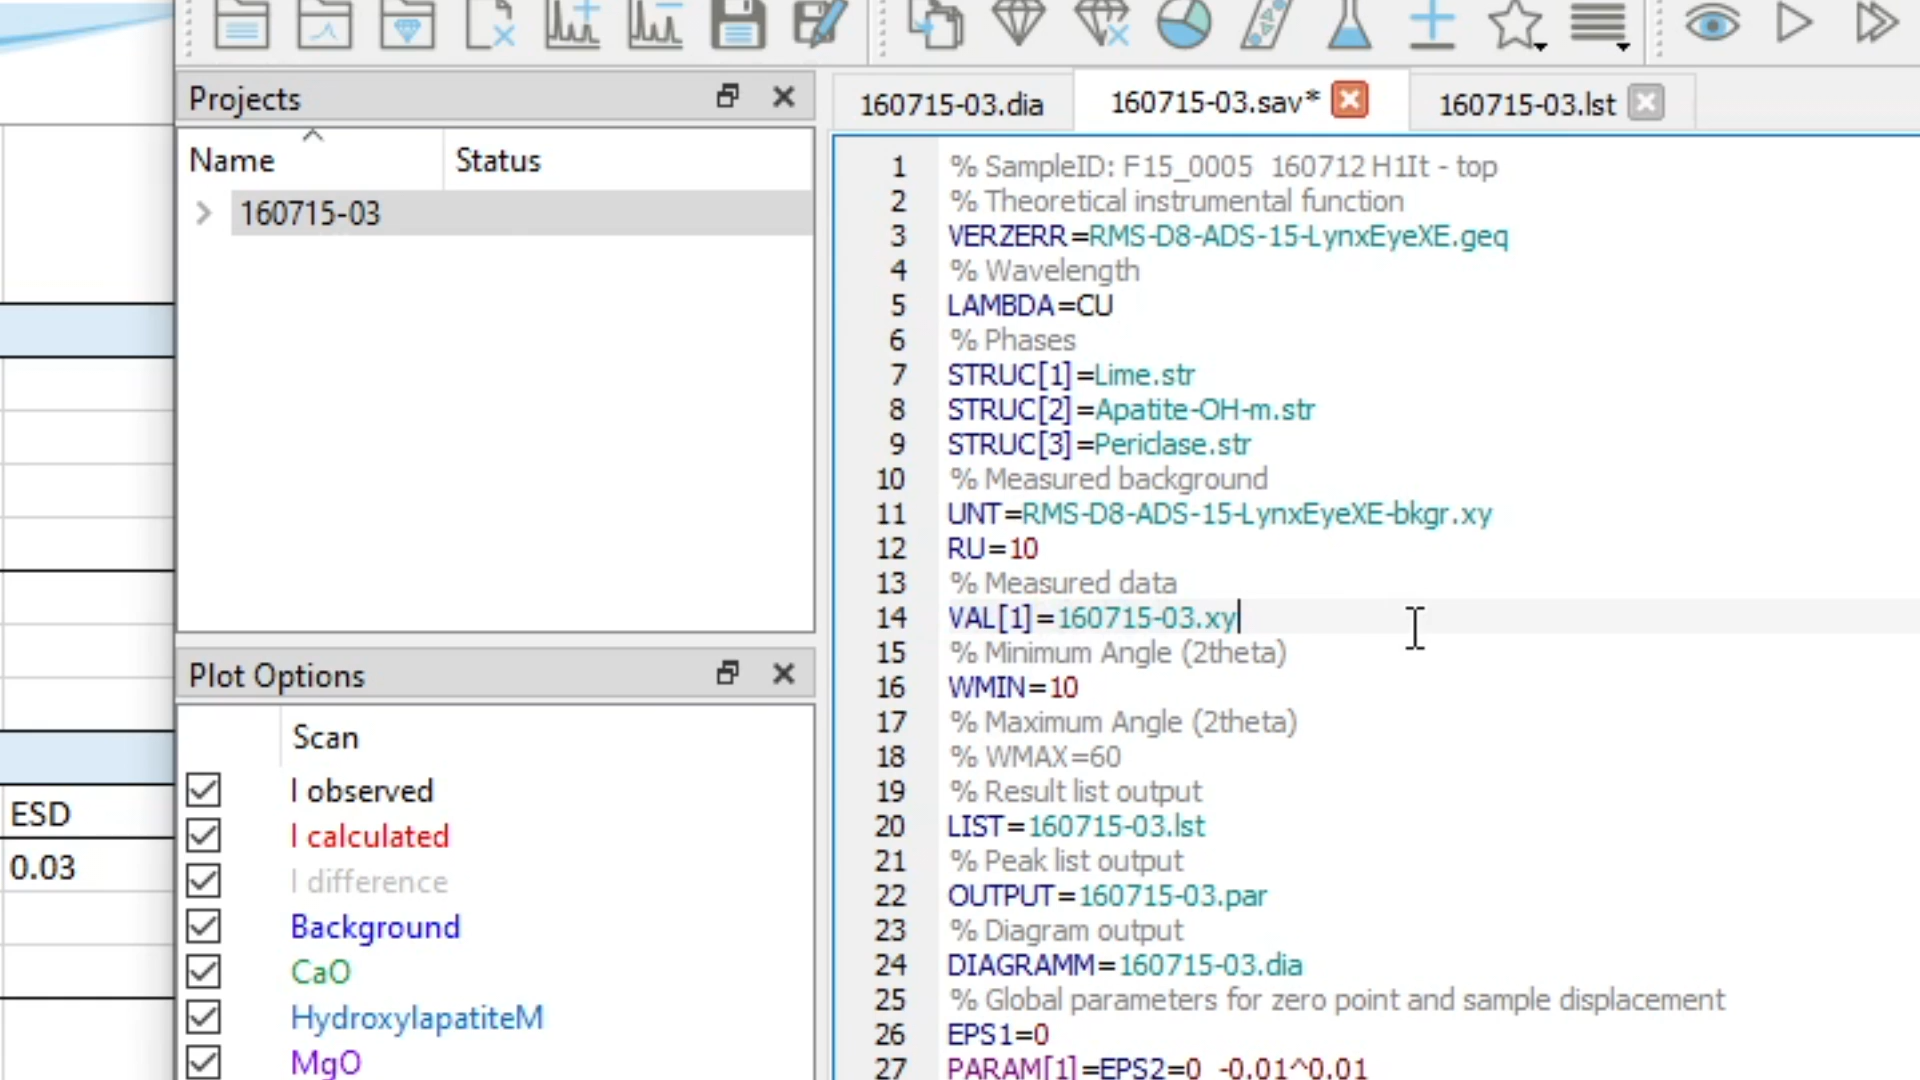 ESD
0.03
Projects
Name Status
160715-03
Plot Options
Scan
I observed
I calculated
I difference
Background
CaO
HydroxylapatiteM
MgO
160715-03.dia 160715-03.sav* 160715-03.lst
1 % SampleID: F15_0005 160712 H1It - top
2 % Theoretical instrumental function
3 VERZERR=RMS-D8-ADS-15-LynxEyeXE.geq
4 % Wavelength
5 LAMBDA=CU
6 % Phases
7 STRUC[1]=Lime.str
8 STRUC[2]=Apatite-OH-m.str
9 STRUC[3]=Periclase.str
10 % Measured background
11 UNT=RMS-D8-ADS-15-LynxEyeXE-bkgr.xy
12 RU=10
13 % Measured data
14 VAL[1]=160715-03.xy
15 % Minimum Angle (2theta)
16 WMIN=10
17 % Maximum Angle (2theta)
18 % WMAX=60
19 % Result list output
20 LIST=160715-03.lst
21 % Peak list output
22 OUTPUT=160715-03.par
23 % Diagram output
24 DIAGRAMM=160715-03.dia
25 % Global parameters for zero point and sample displacement
26 EPS1=0
27 PARAM[1]=EPS2=0_-0.01^0.01